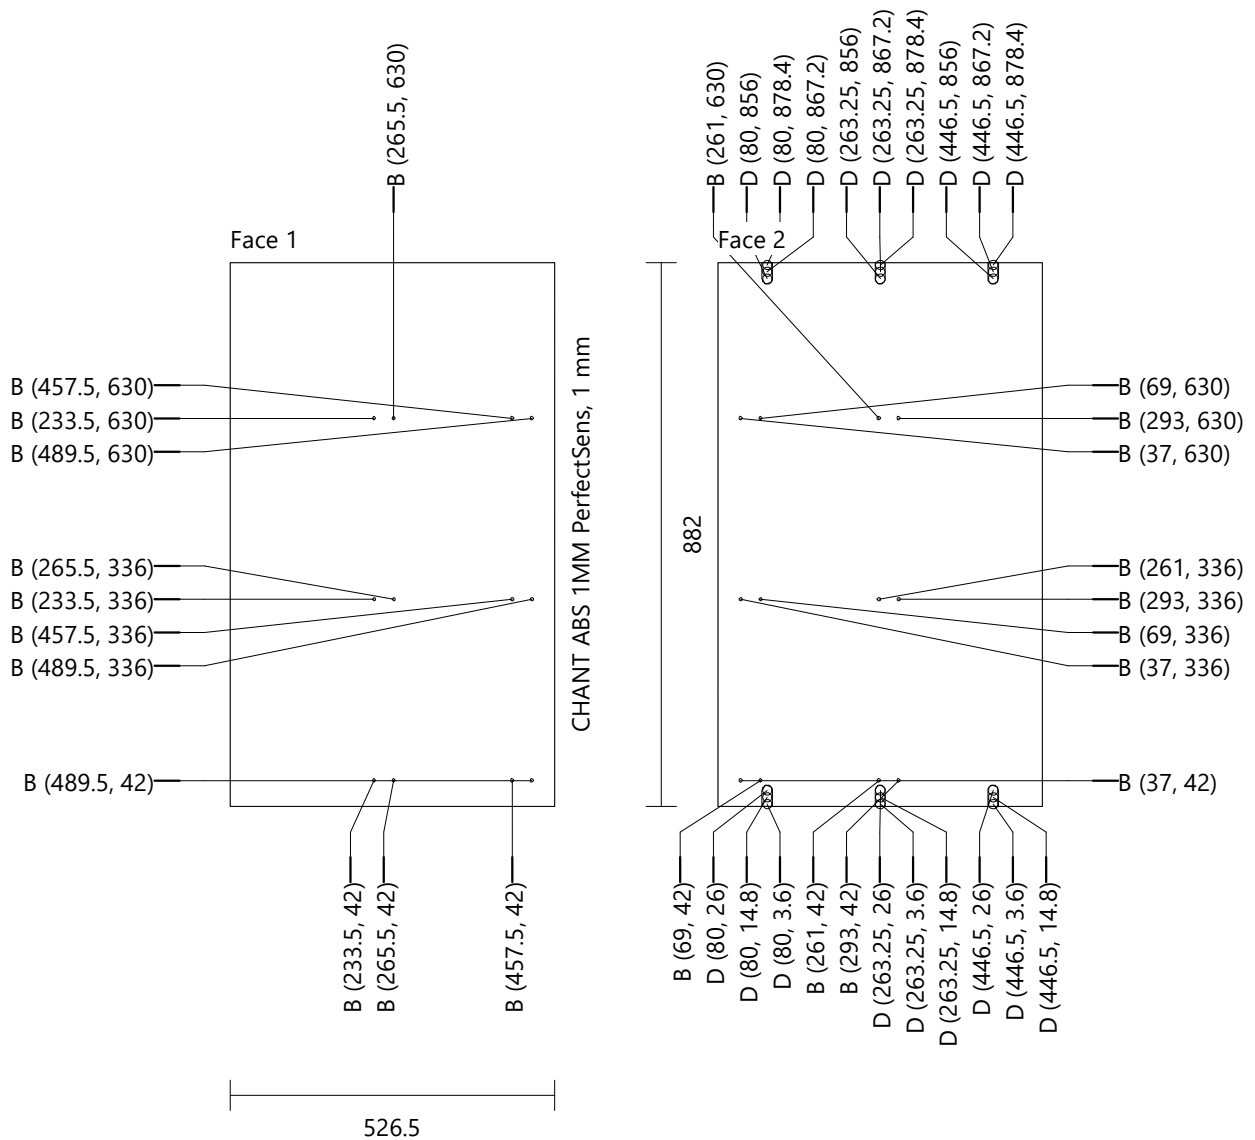 B (265.5, 630)
B (261, 630)
D (80, 856)
D (80, 878.4)
D (80, 867.2)
D (263.25, 856)
D (263.25, 867.2)
D (263.25, 878.4)
D (446.5, 856)
D (446.5, 867.2)
D (446.5, 878.4)
Face 1
Face 2
B (457.5, 630)
B (233.5, 630)
B (489.5, 630)
B (265.5, 336)
B (233.5, 336)
B (457.5, 336)
B (489.5, 336)
B (489.5, 42)
CHANT ABS 1MM PerfectSens, 1 mm
882
B (69, 630)
B (293, 630)
B (37, 630)
B (261, 336)
B (293, 336)
B (69, 336)
B (37, 336)
B (37, 42)
B (233.5, 42)
B (265.5, 42)
B (457.5, 42)
B (69, 42)
D (80, 26)
D (80, 14.8)
D (80, 3.6)
B (261, 42)
B (293, 42)
D (263.25, 26)
D (263.25, 3.6)
D (263.25, 14.8)
D (446.5, 26)
D (446.5, 3.6)
D (446.5, 14.8)
526.5